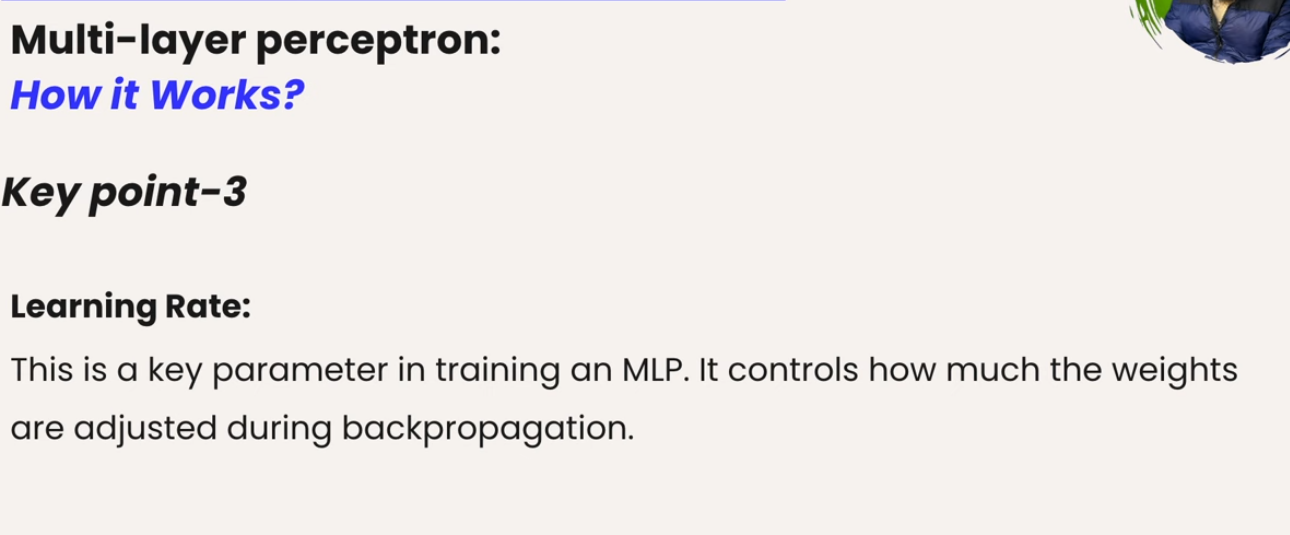 Multi-layer perceptron:
How it Works?
Key point-3
Learning Rate:
This is a key parameter in training an MLP. It controls how much the weights
are adjusted during backpropagation.